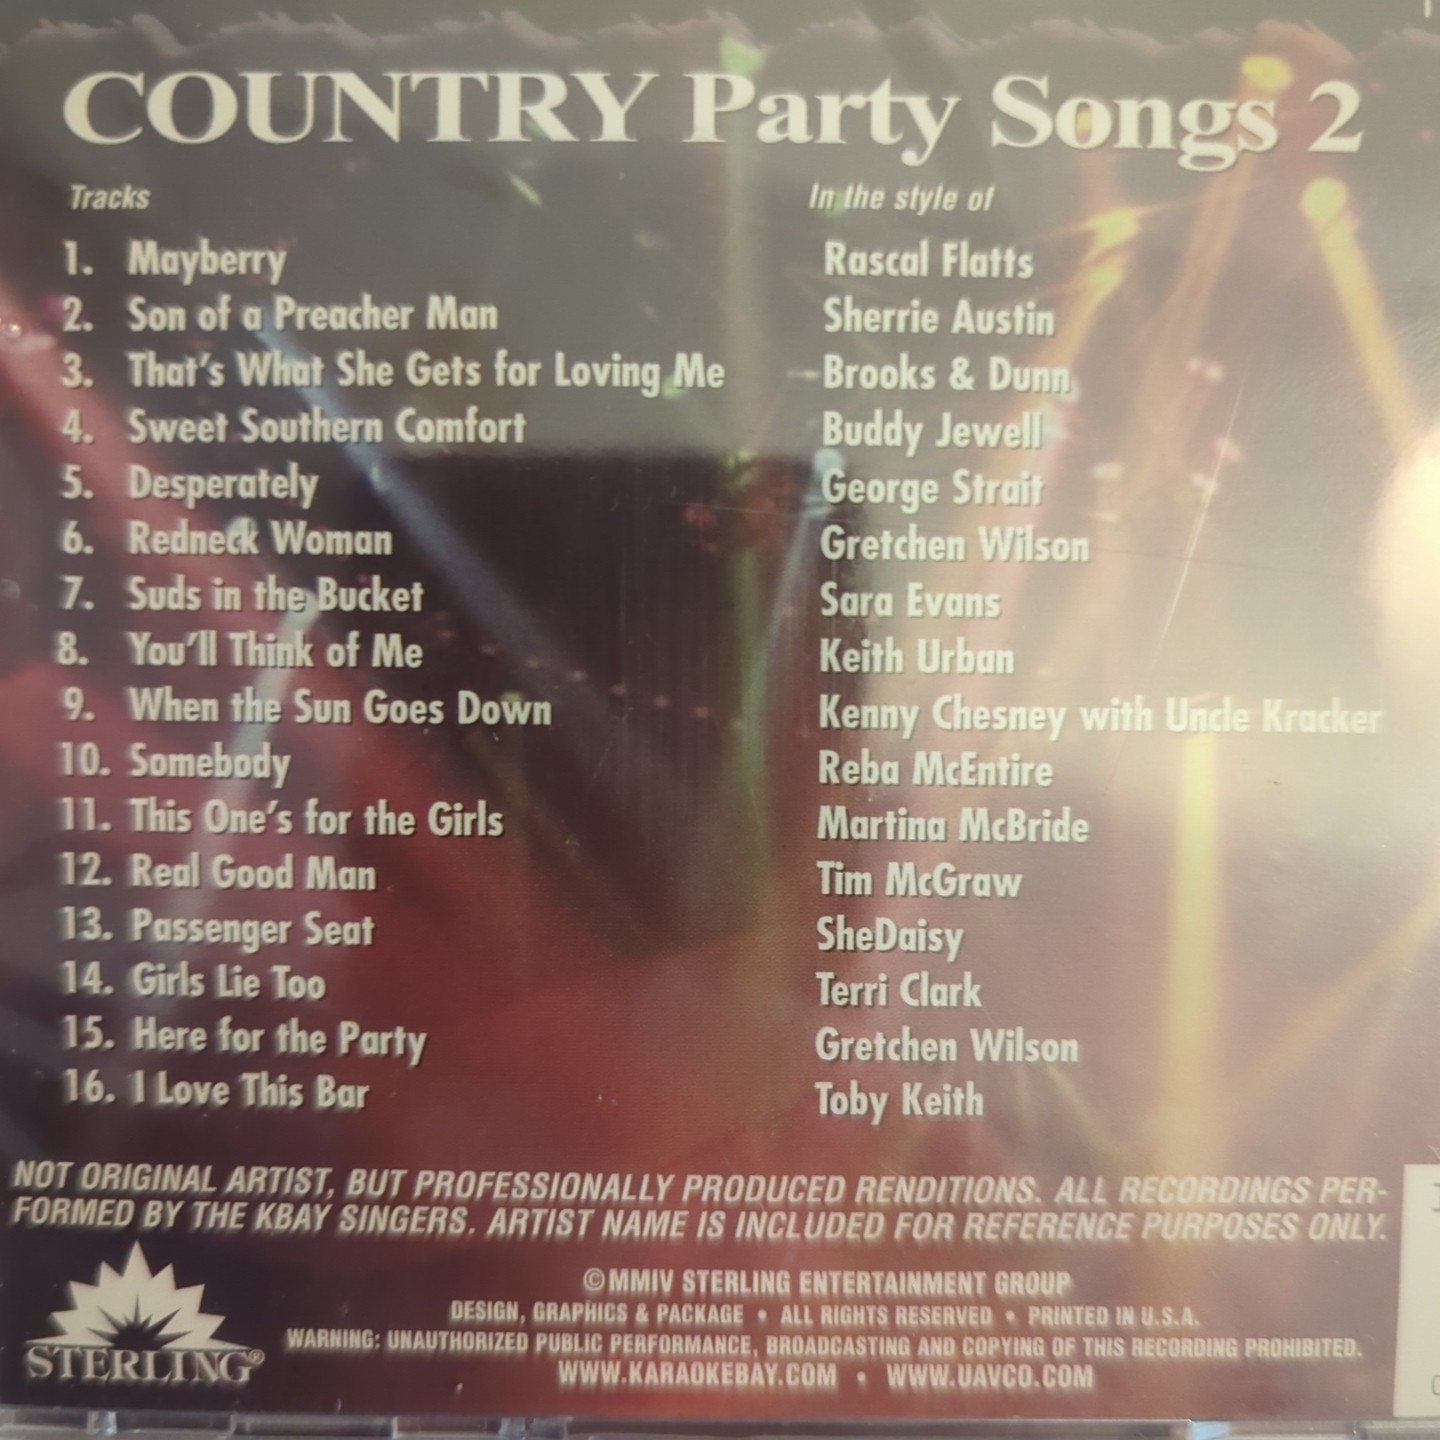 COUNTRY Party Songs 2
Tracks In the style of
1. Mayberry Rascal Flatts
2. Son of a Preacher Man Sherrie Austin
3. That's What She Gets for Loving Me Brooks & Dunn
4. Sweet Southern Comfort Buddy Jewell
5. Desperately George Strait
6. Redneck Woman Gretchen Wilson
7. Suds in the Bucket Sara Evans
8. You'll Think of Me Keith Urban
9. When the Sun Goes Down Kenny Chesney with Uncle Kracker
10. Somebody Reba McEntire
11. This One's for the Girls Martina McBride
12. Real Good Man Tim McGraw
13. Passenger Seat SheDaisy
14. Girls Lie Too Terri Clark
15. Here for the Party Gretchen Wilson
16. I Love This Bar Toby Keith
NOT ORIGINAL ARTIST, BUT PROFESSIONALLY PRODUCED RENDITIONS. ALL RECORDINGS PER-
FORMED BY THE KBAY SINGERS. ARTIST NAME IS INCLUDED FOR REFERENCE PURPOSES ONLY.
©MMIV STERLING ENTERTAINMENT GROUP
DESIGN, GRAPHICS & PACKAGE • ALL RIGHTS RESERVED • PRINTED IN U.S.A.
WARNING: UNAUTHORIZED PUBLIC PERFORMANCE, BROADCASTING AND COPYING OF THIS RECORDING PROHIBITED.
WWW.KARAOKEBAY.COM • WWW.UAVCO.COM
STERLING®